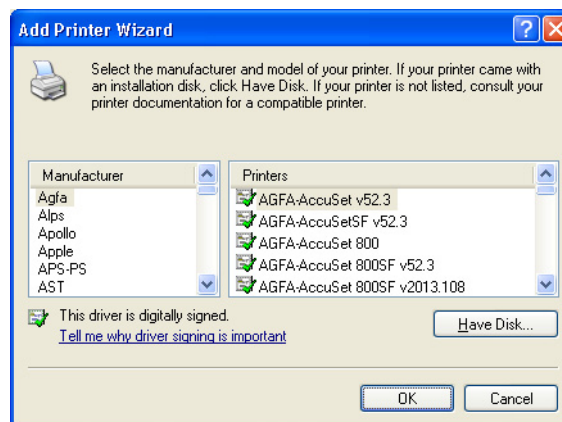 Add Printer Wizard
Select the manufacturer and model of your printer. If your printer came with
an installation disk, click Have Disk. If your printer is not listed, consult your
printer documentation for a compatible printer.
Manufacturer
Agfa
Alps
Apollo
Apple
APS-PS
AST
Printers
AGFA-AccuSet v52.3
AGFA-AccuSetSF v52.3
AGFA-AccuSet 800
AGFA-AccuSet 800SF v52.3
AGFA-AccuSet 800SF v2013.108
This driver is digitally signed.
Tell me why driver signing is important
Have Disk...
OK
Cancel